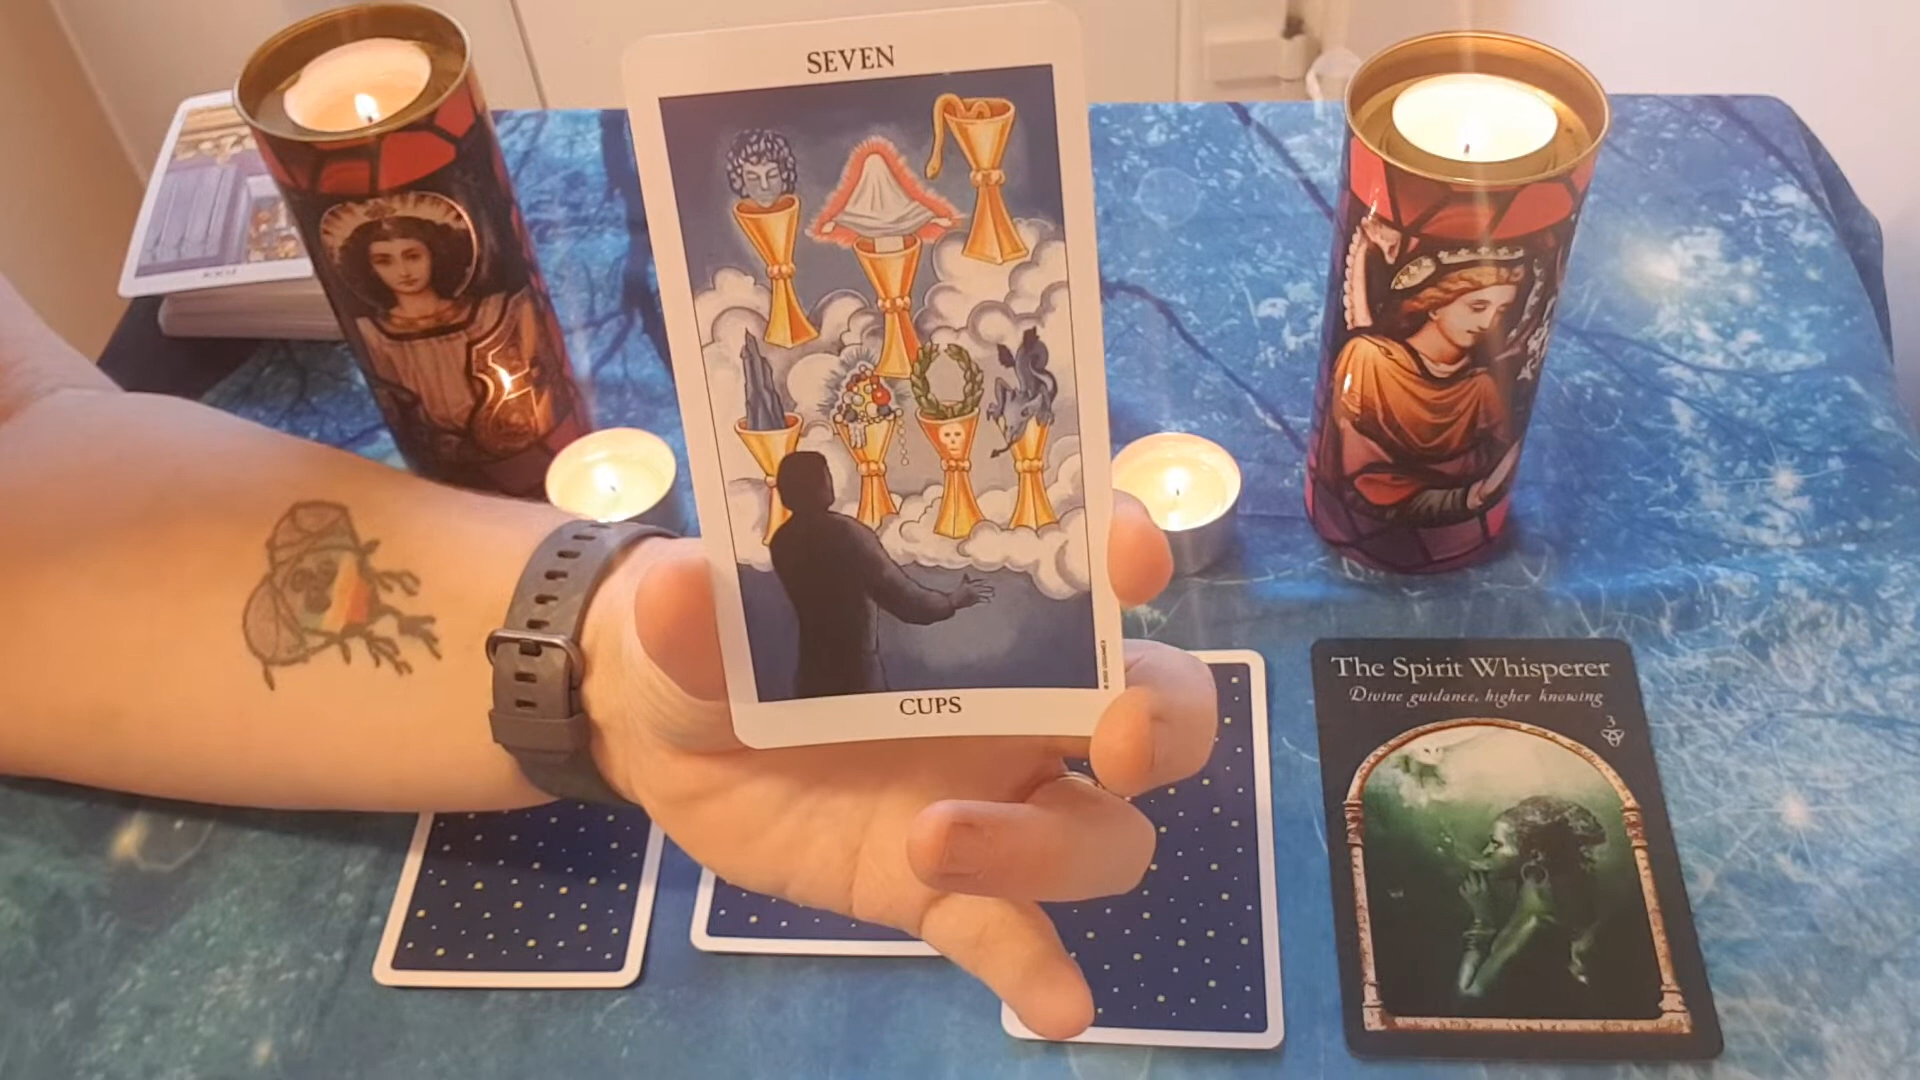 SEVEN
CUPS
The Spirit Whisperer
Divine guidance, higher knowing
3